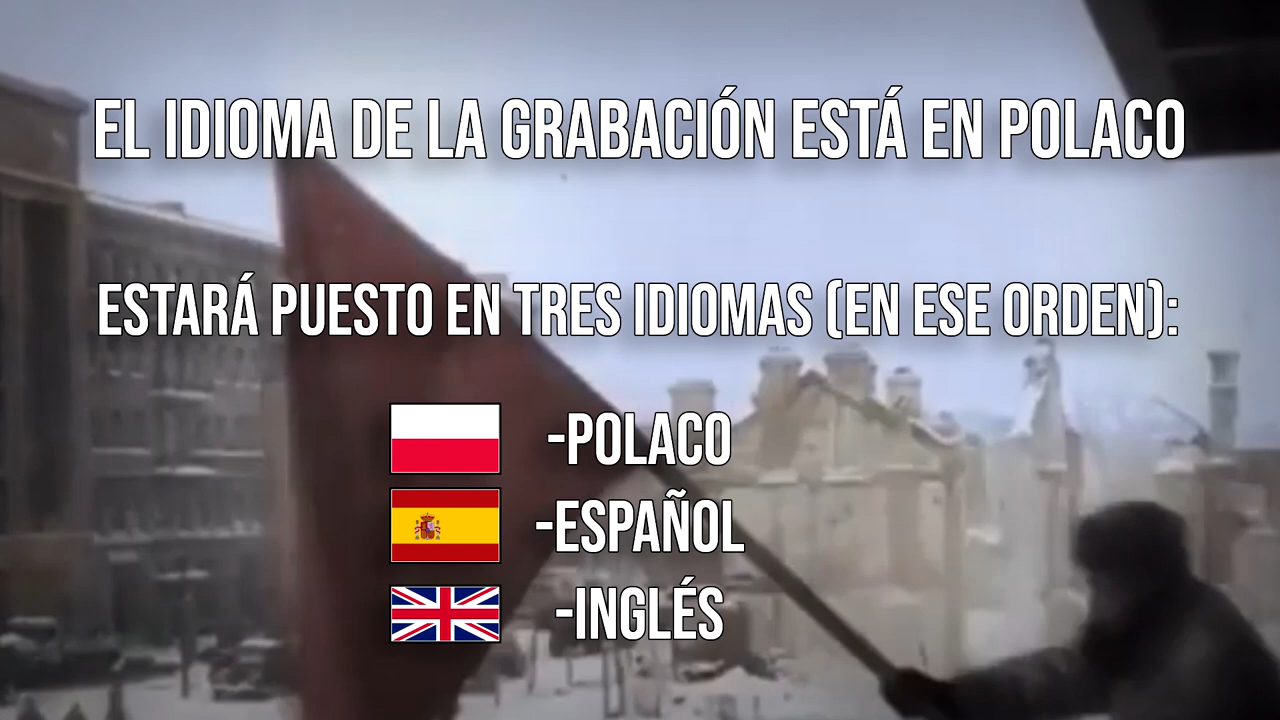 EL IDIOMA DE LA GRABACIÓN ESTÁ EN POLACO
ESTARÁ PUESTO EN TRES IDIOMAS (EN ESE ORDEN):
-POLACO
-ESPAÑOL
-INGLÉS